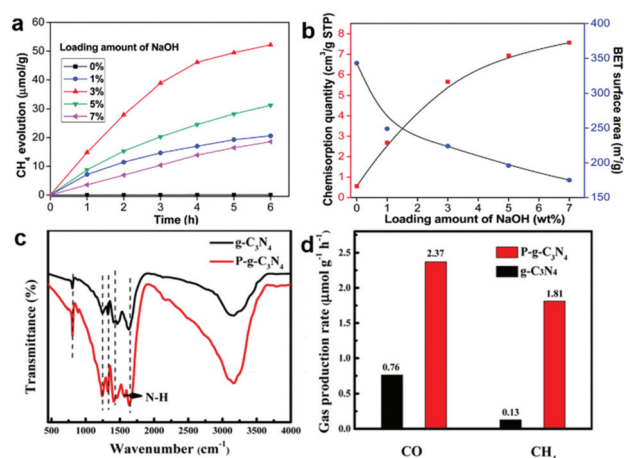 a
CH₄ evolution (μmol/g)
60
50
40
30
20
10
0
Loading amount of NaOH
0%
1%
3%
5%
7%
0 1 2 3 4 5 6
Time (h)
b
Chemisorption quantity (cm³/g STP)
8
7
6
5
4
3
2
1
0
BET surface area (m²/g)
400
350
300
250
200
150
0 1 2 3 4 5 6 7
Loading amount of NaOH (wt%)
c
Transmittance (%)
g-C₃N₄
P-g-C₃N₄
N-H
500 1000 1500 2000 2500 3000 3500 4000
Wavenumber (cm⁻¹)
d
Gas production rate (μmol g⁻¹ h⁻¹)
2.5
2.0
1.5
1.0
0.5
0.0
P-g-C₃N₄
g-C₃N₄
0.76
2.37
0.13
1.81
CO CH₄